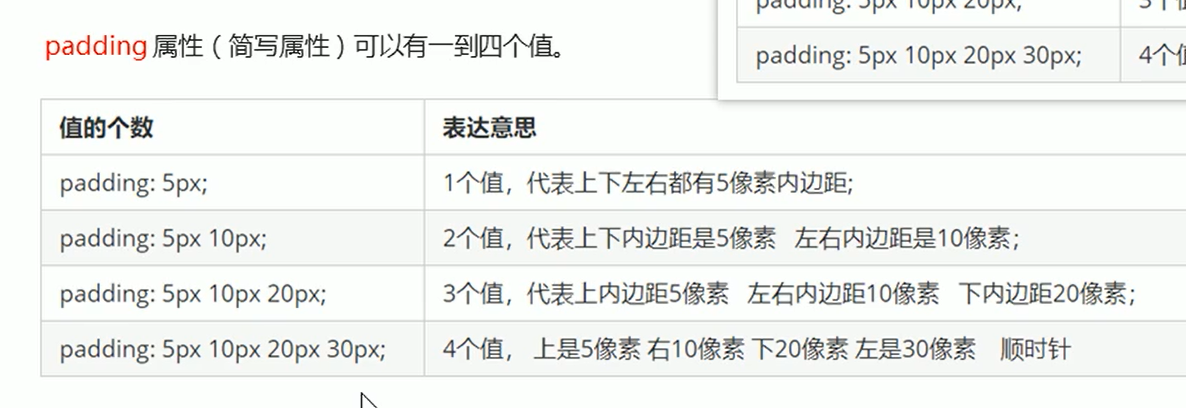 padding: 5px 10px 20px;
padding: 5px 10px 20px 30px; 4个
padding 属性（简写属性）可以有一到四个值。
值的个数 表达意思
padding: 5px; 1个值，代表上下左右都有5像素内边距;
padding: 5px 10px; 2个值，代表上下内边距是5像素 左右内边距是10像素；
padding: 5px 10px 20px; 3个值，代表上内边距5像素 左右内边距10像素 下内边距20像素；
padding: 5px 10px 20px 30px; 4个值， 上是5像素 右10像素 下20像素 左是30像素 顺时针